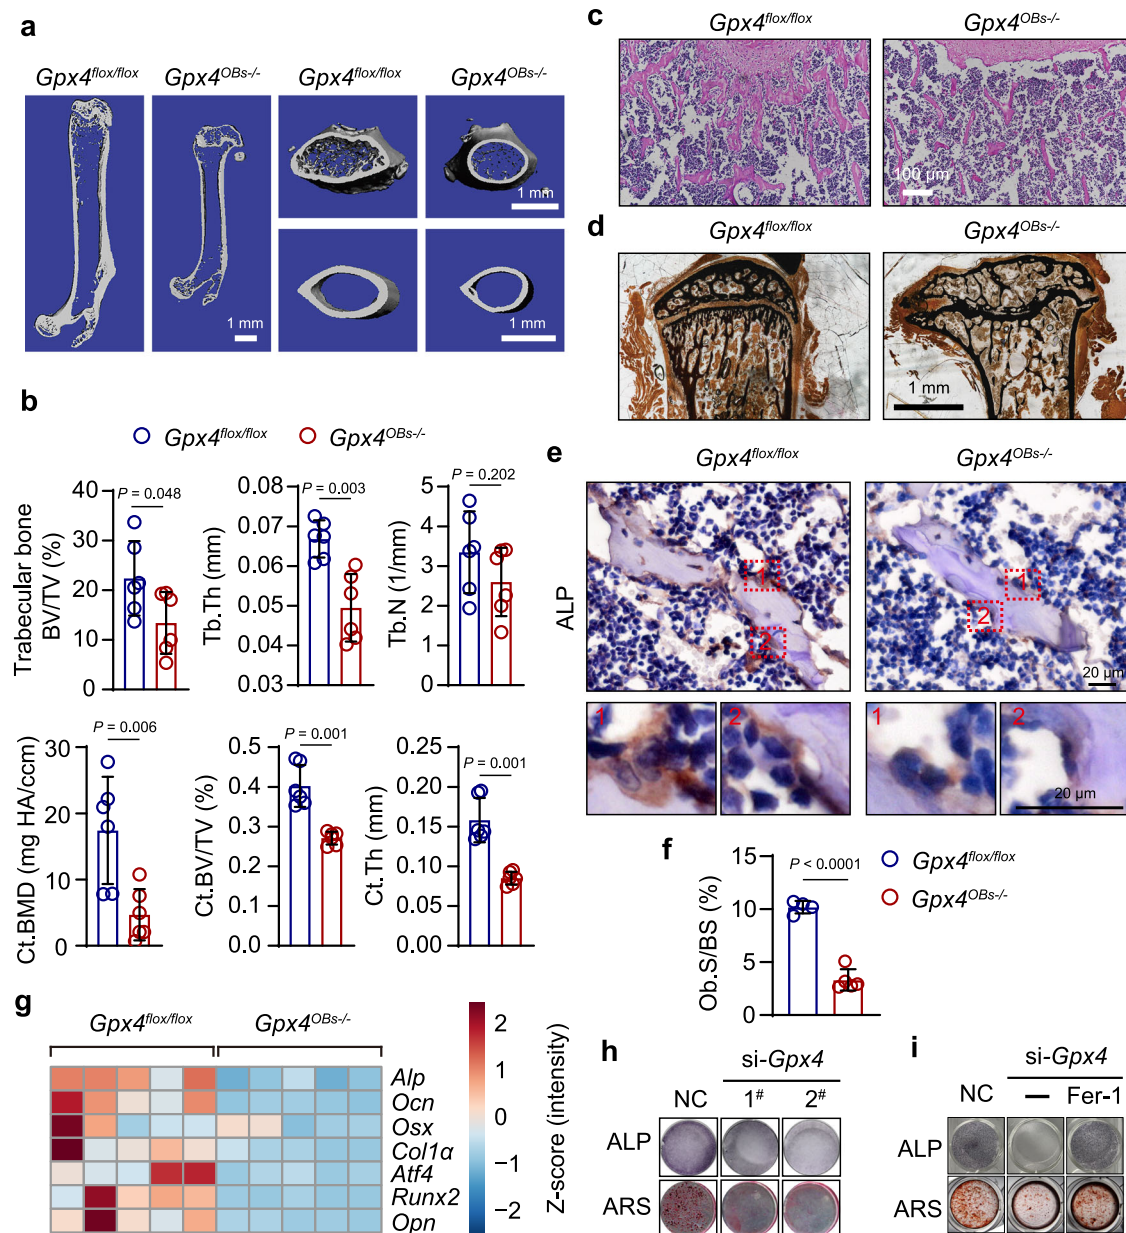 a
Gpx4flox/flox
Gpx4OBs-/-
Gpx4flox/flox
Gpx4OBs-/-
1 mm
1 mm
1 mm
b
Gpx4flox/flox
Gpx4OBs-/-
Trabecular bone
BV/TV (%)
P = 0.048
40
30
20
10
0
Tb.Th (mm)
P = 0.003
0.08
0.07
0.06
0.05
0.04
0.03
Tb.N (1/mm)
P = 0.202
5
4
3
2
1
0
Ct.BMD (mg HA/ccm)
P = 0.006
30
20
10
0
Ct.BV/TV (%)
P = 0.001
0.5
0.4
0.3
0.2
0.1
0.0
Ct.Th (mm)
P = 0.001
0.25
0.20
0.15
0.10
0.05
0.00
c
Gpx4flox/flox
Gpx4OBs-/-
100 μm
d
Gpx4flox/flox
Gpx4OBs-/-
1 mm
e
Gpx4flox/flox
Gpx4OBs-/-
ALP
1
2
1
2
20 μm
1
2
1
2
20 μm
f
Gpx4flox/flox
Gpx4OBs-/-
Ob.S/BS (%)
P < 0.0001
15
10
5
0
g
Gpx4flox/flox
Gpx4OBs-/-
Alp
Ocn
Osx
Col1α
Atf4
Runx2
Opn
2
1
0
−1
−2
Z-score (intensity)
h
si-Gpx4
NC
1#
2#
ALP
ARS
i
si-Gpx4
NC
—
Fer-1
ALP
ARS